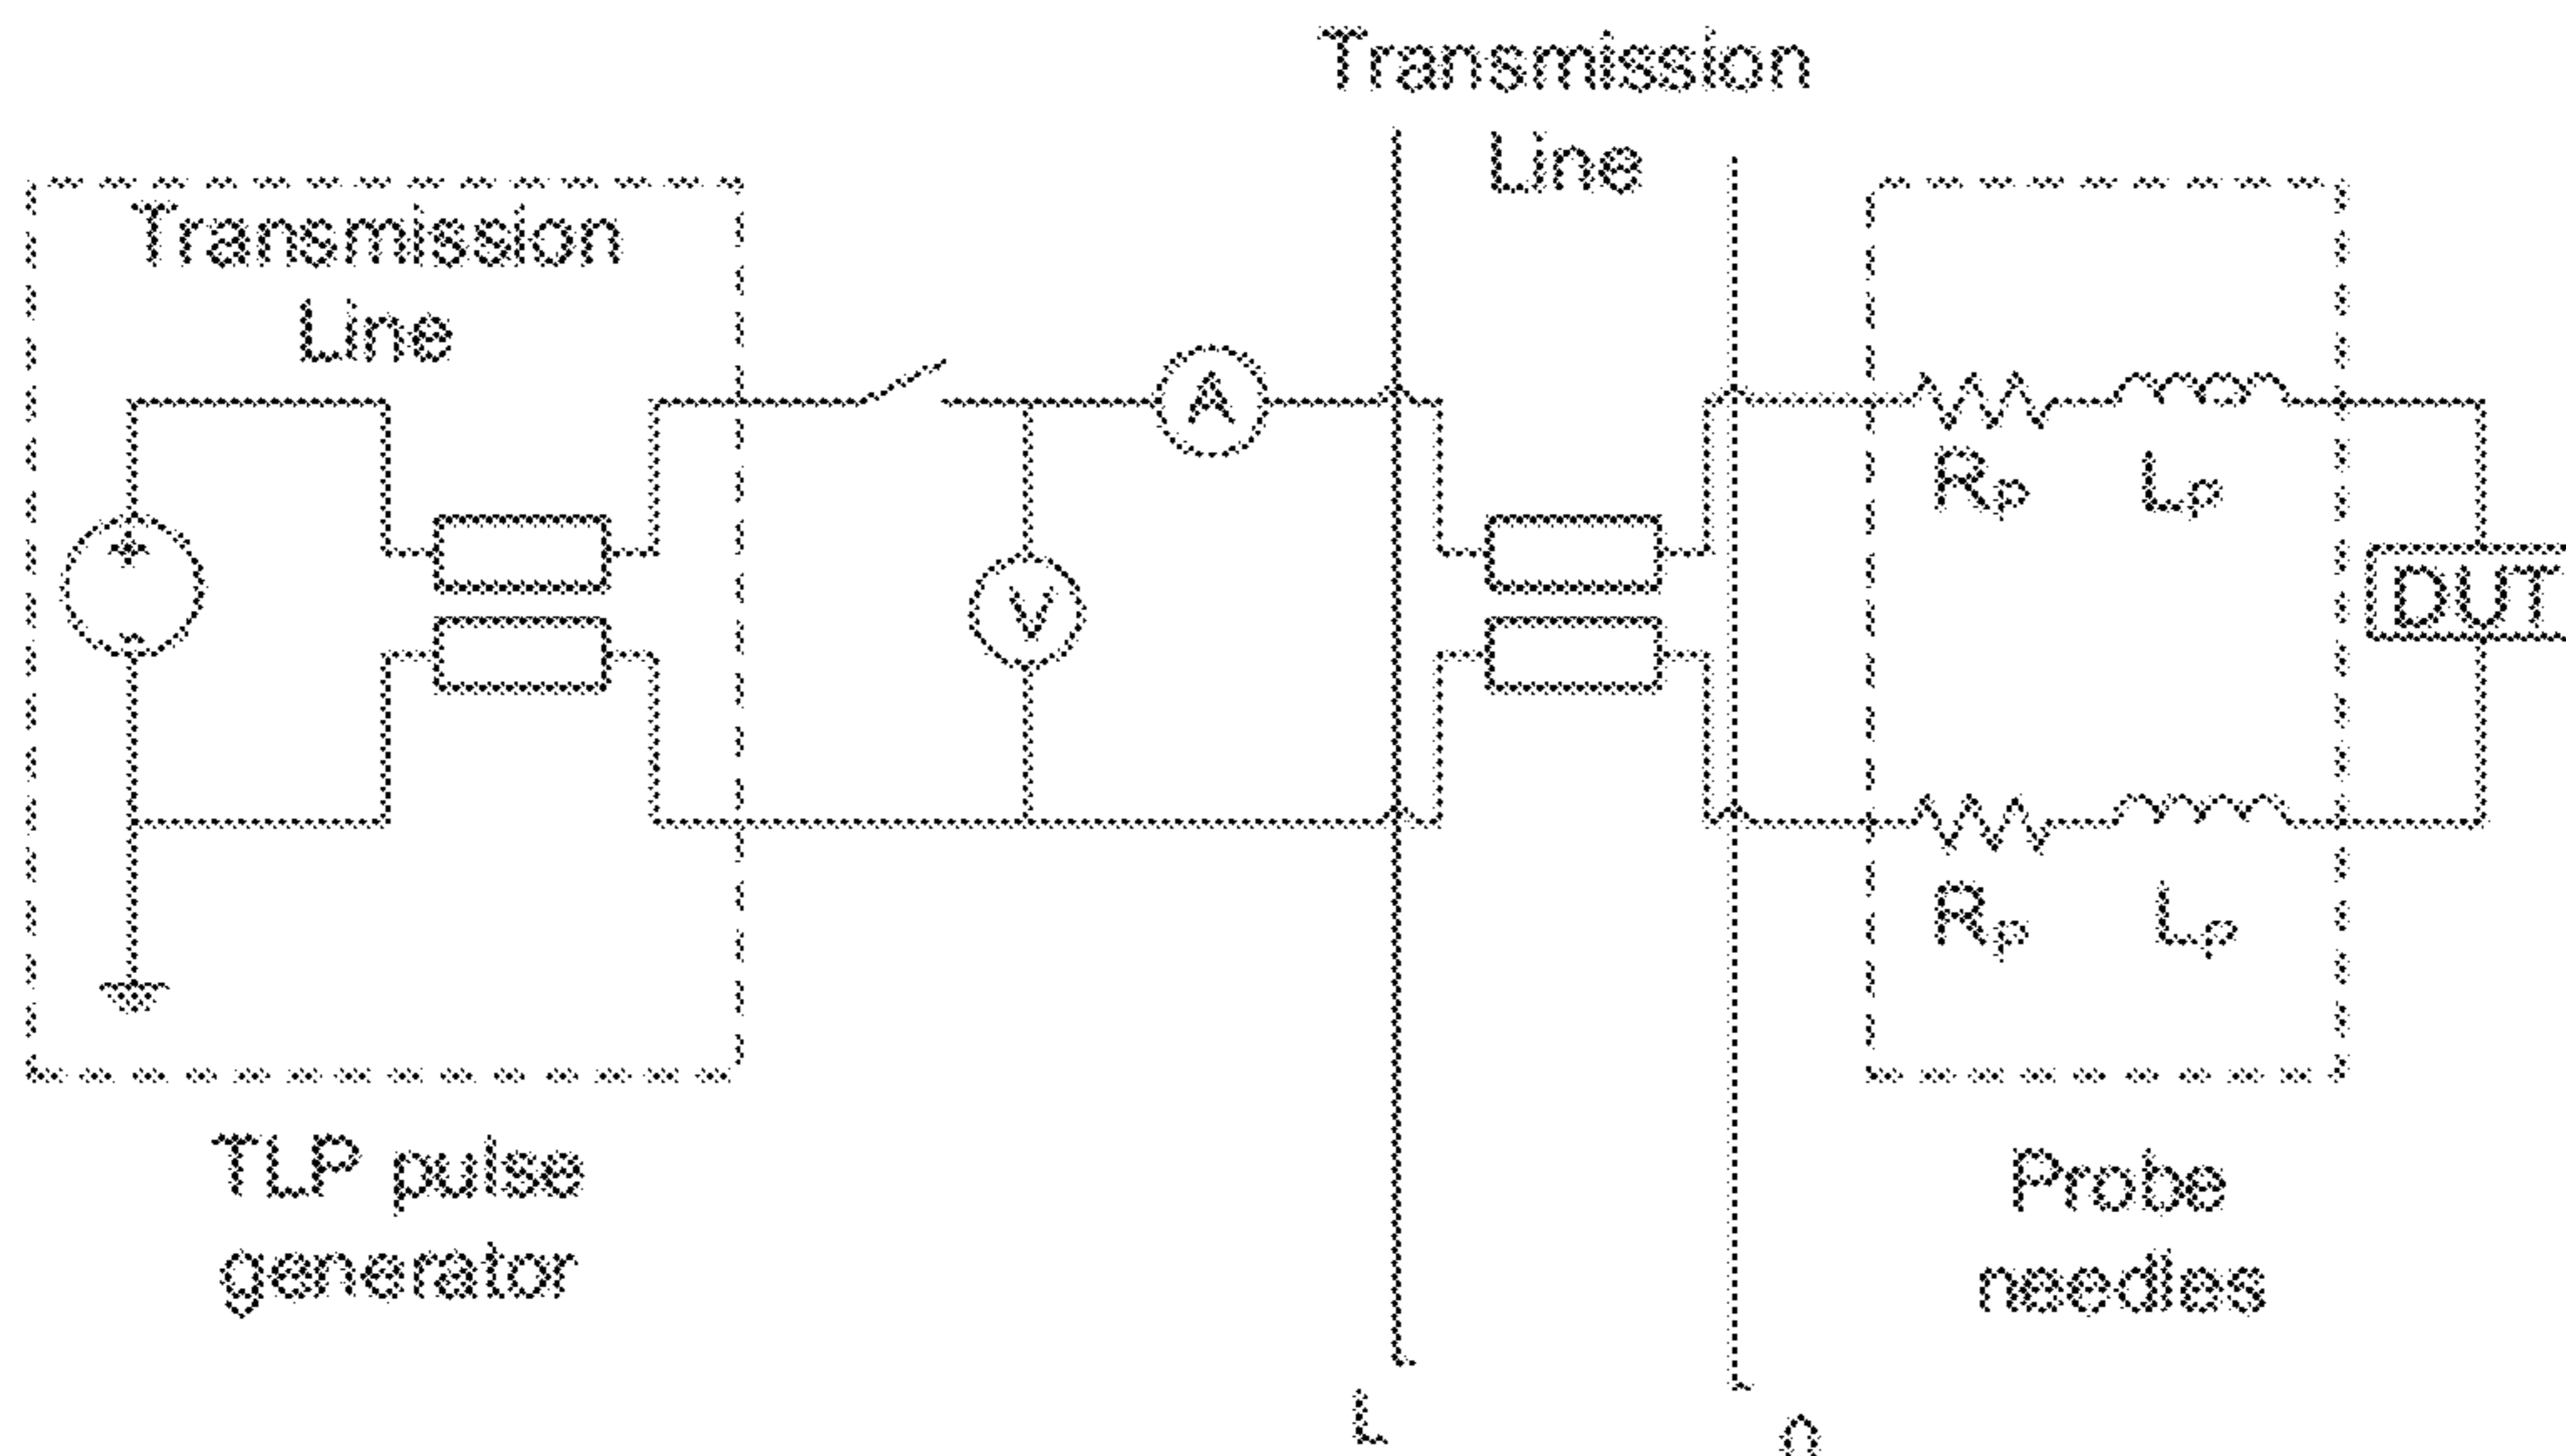 Transmission
Line
Transmission
Line
A
Rp
Lp
V
DUT
Rp
Lp
TLP pulse
generator
Probe
needles
L
0